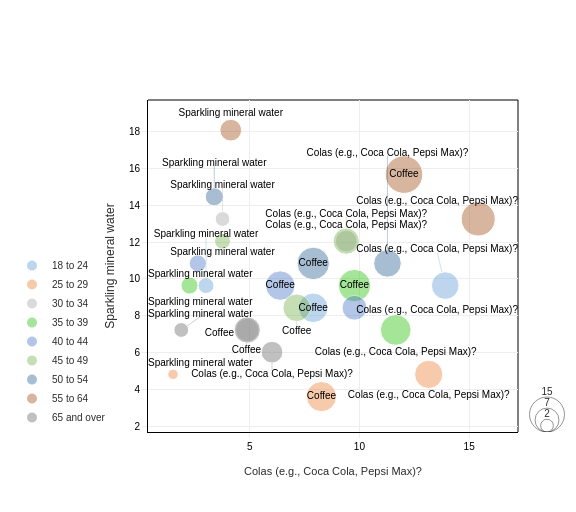 Sparkling mineral water
18
Colas (e.g., Coca Cola, Pepsi Max)?
Sparkling mineral water
16
Coffee
Sparkling mineral water
Colas (e.g., Coca Cola, Pepsi Max)?
14
Colas (e.g., Coca Cola, Pepsi Max)?
Colas (e.g., Coca Cola, Pepsi Max)?
Sparkling mineral water
12
Colas (e.g., Coca Cola, Pepsi Max)?
Sparkling mineral water
Coffee
Sparkling mineral water
10
Coffee
Coffee
Sparkling mineral water
Coffee
Colas (e.g., Coca Cola, Pepsi Max)?
Sparkling mineral water
8
Coffee
Coffee
Coffee
Colas (e.g., Coca Cola, Pepsi Max)?
6
Sparkling mineral water
Colas (e.g., Coca Cola, Pepsi Max)?
4
Coffee
Colas (e.g., Coca Cola, Pepsi Max)?
2
5
10
15
Colas (e.g., Coca Cola, Pepsi Max)?
Sparkling mineral water
18 to 24
25 to 29
30 to 34
35 to 39
40 to 44
45 to 49
50 to 54
55 to 64
65 and over
15
7
2